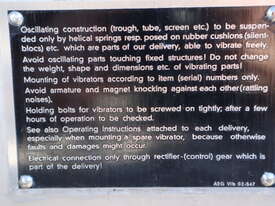 Oscillating construction (trough, tube, screen etc.) to be suspen-
ded only by helical springs resp. posed on rubber cushions (silent-
blocs) etc. which are parts of our delivery, able to vibrate freely.
Avoid oscillating parts touching fixed structures! Do not change
the weight, shape and dimensions etc. of vibrating parts!
Mounting of vibrators according to item (serial) numbers only.
Avoid armature and magnet knocking against each other (rattling
noises).
Holding bolts for vibrators to be screwed on tightly; after a few
hours of operation to be checked.
See also Operating Instructions attached to each delivery,
especially when mounting a spare vibrator, because otherwise
faults and damages might occur.
Electrical connection only through rectifier-(control) gear which is
part of the delivery!
AEG Vib 02-547